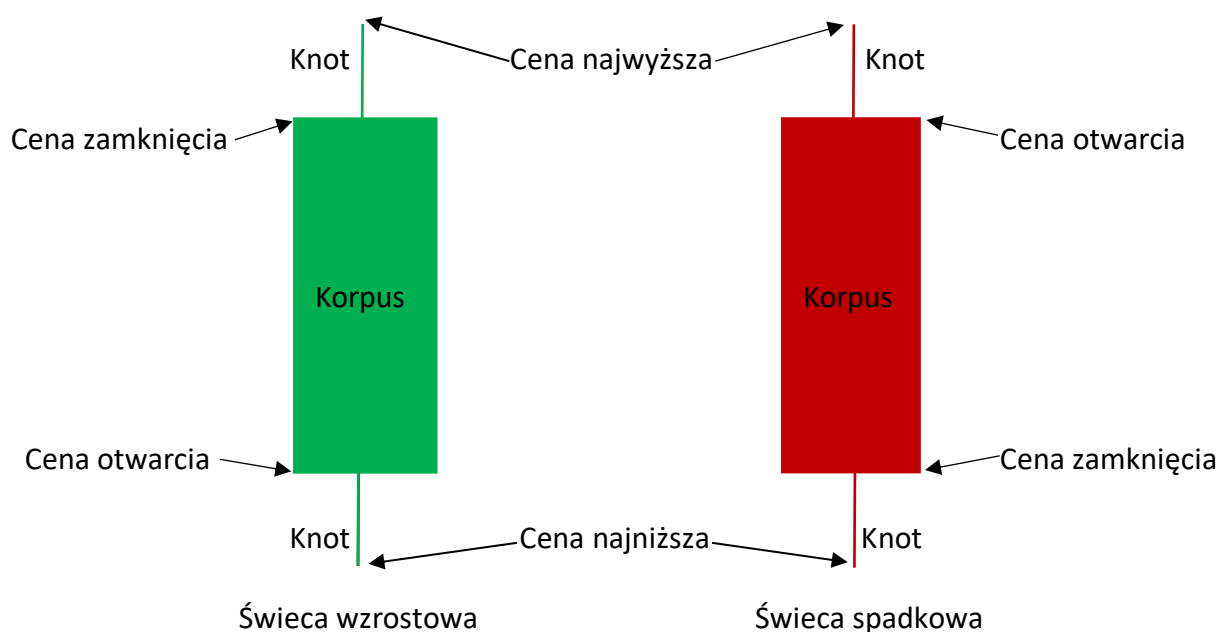 Knot
Cena najwyższa
Knot
Cena zamknięcia
Cena otwarcia
Korpus
Korpus
Cena otwarcia
Cena zamknięcia
Knot
Cena najniższa
Knot
Świeca wzrostowa
Świeca spadkowa